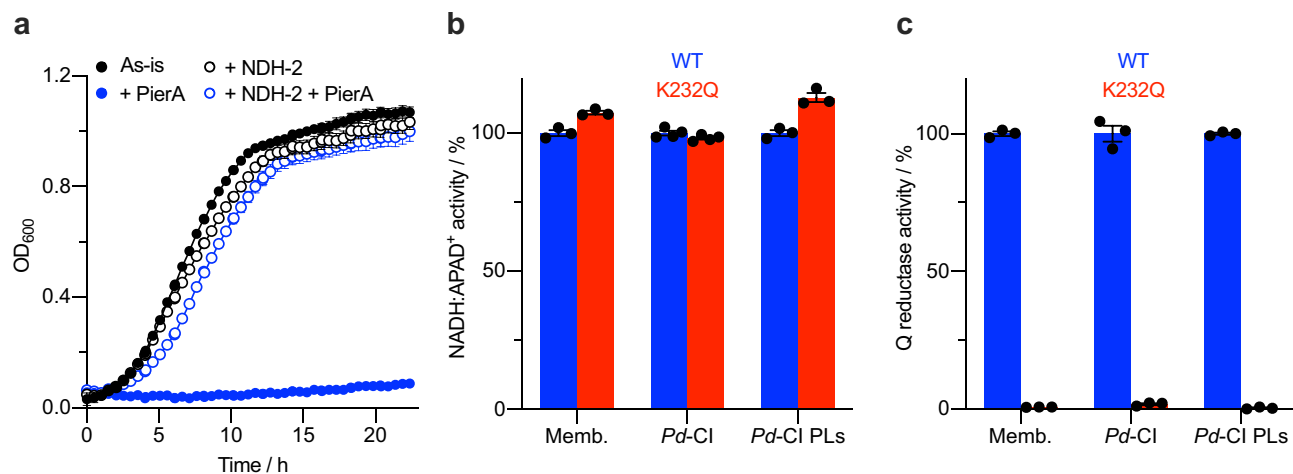 a
As-is
+ NDH-2
+ PierA
+ NDH-2 + PierA
OD600
1.2
0.8
0.4
0.0
0
5
10
15
20
Time / h
b
WT
K232Q
NADH:APAD+ activity / %
100
50
0
Memb.
Pd-CI
Pd-CI PLs
c
WT
K232Q
Q reductase activity / %
100
50
0
Memb.
Pd-CI
Pd-CI PLs